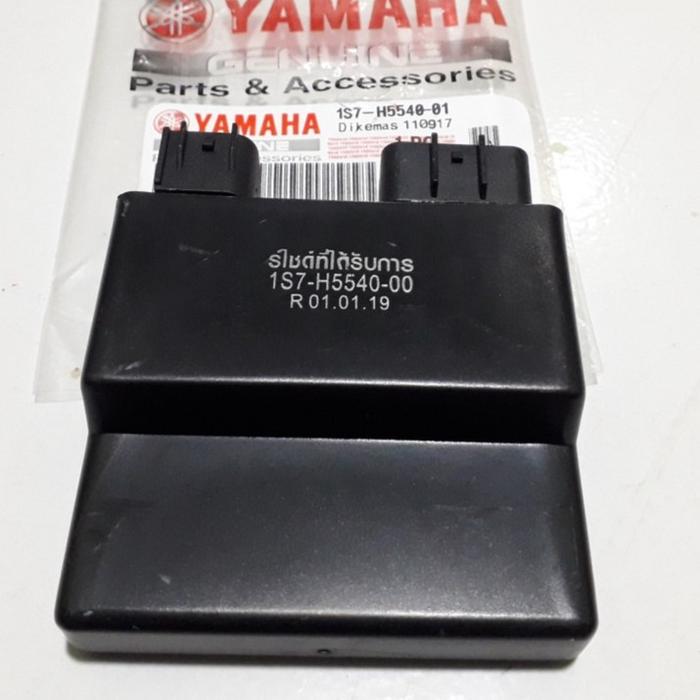 YAMAHA
GENUINE
Parts & Accessories
1S7-H5540-01
YAMAHA
Dikemas 110917
รีไซด์ที่ได้รับการ
1S7-H5540-00
R 01.01.19